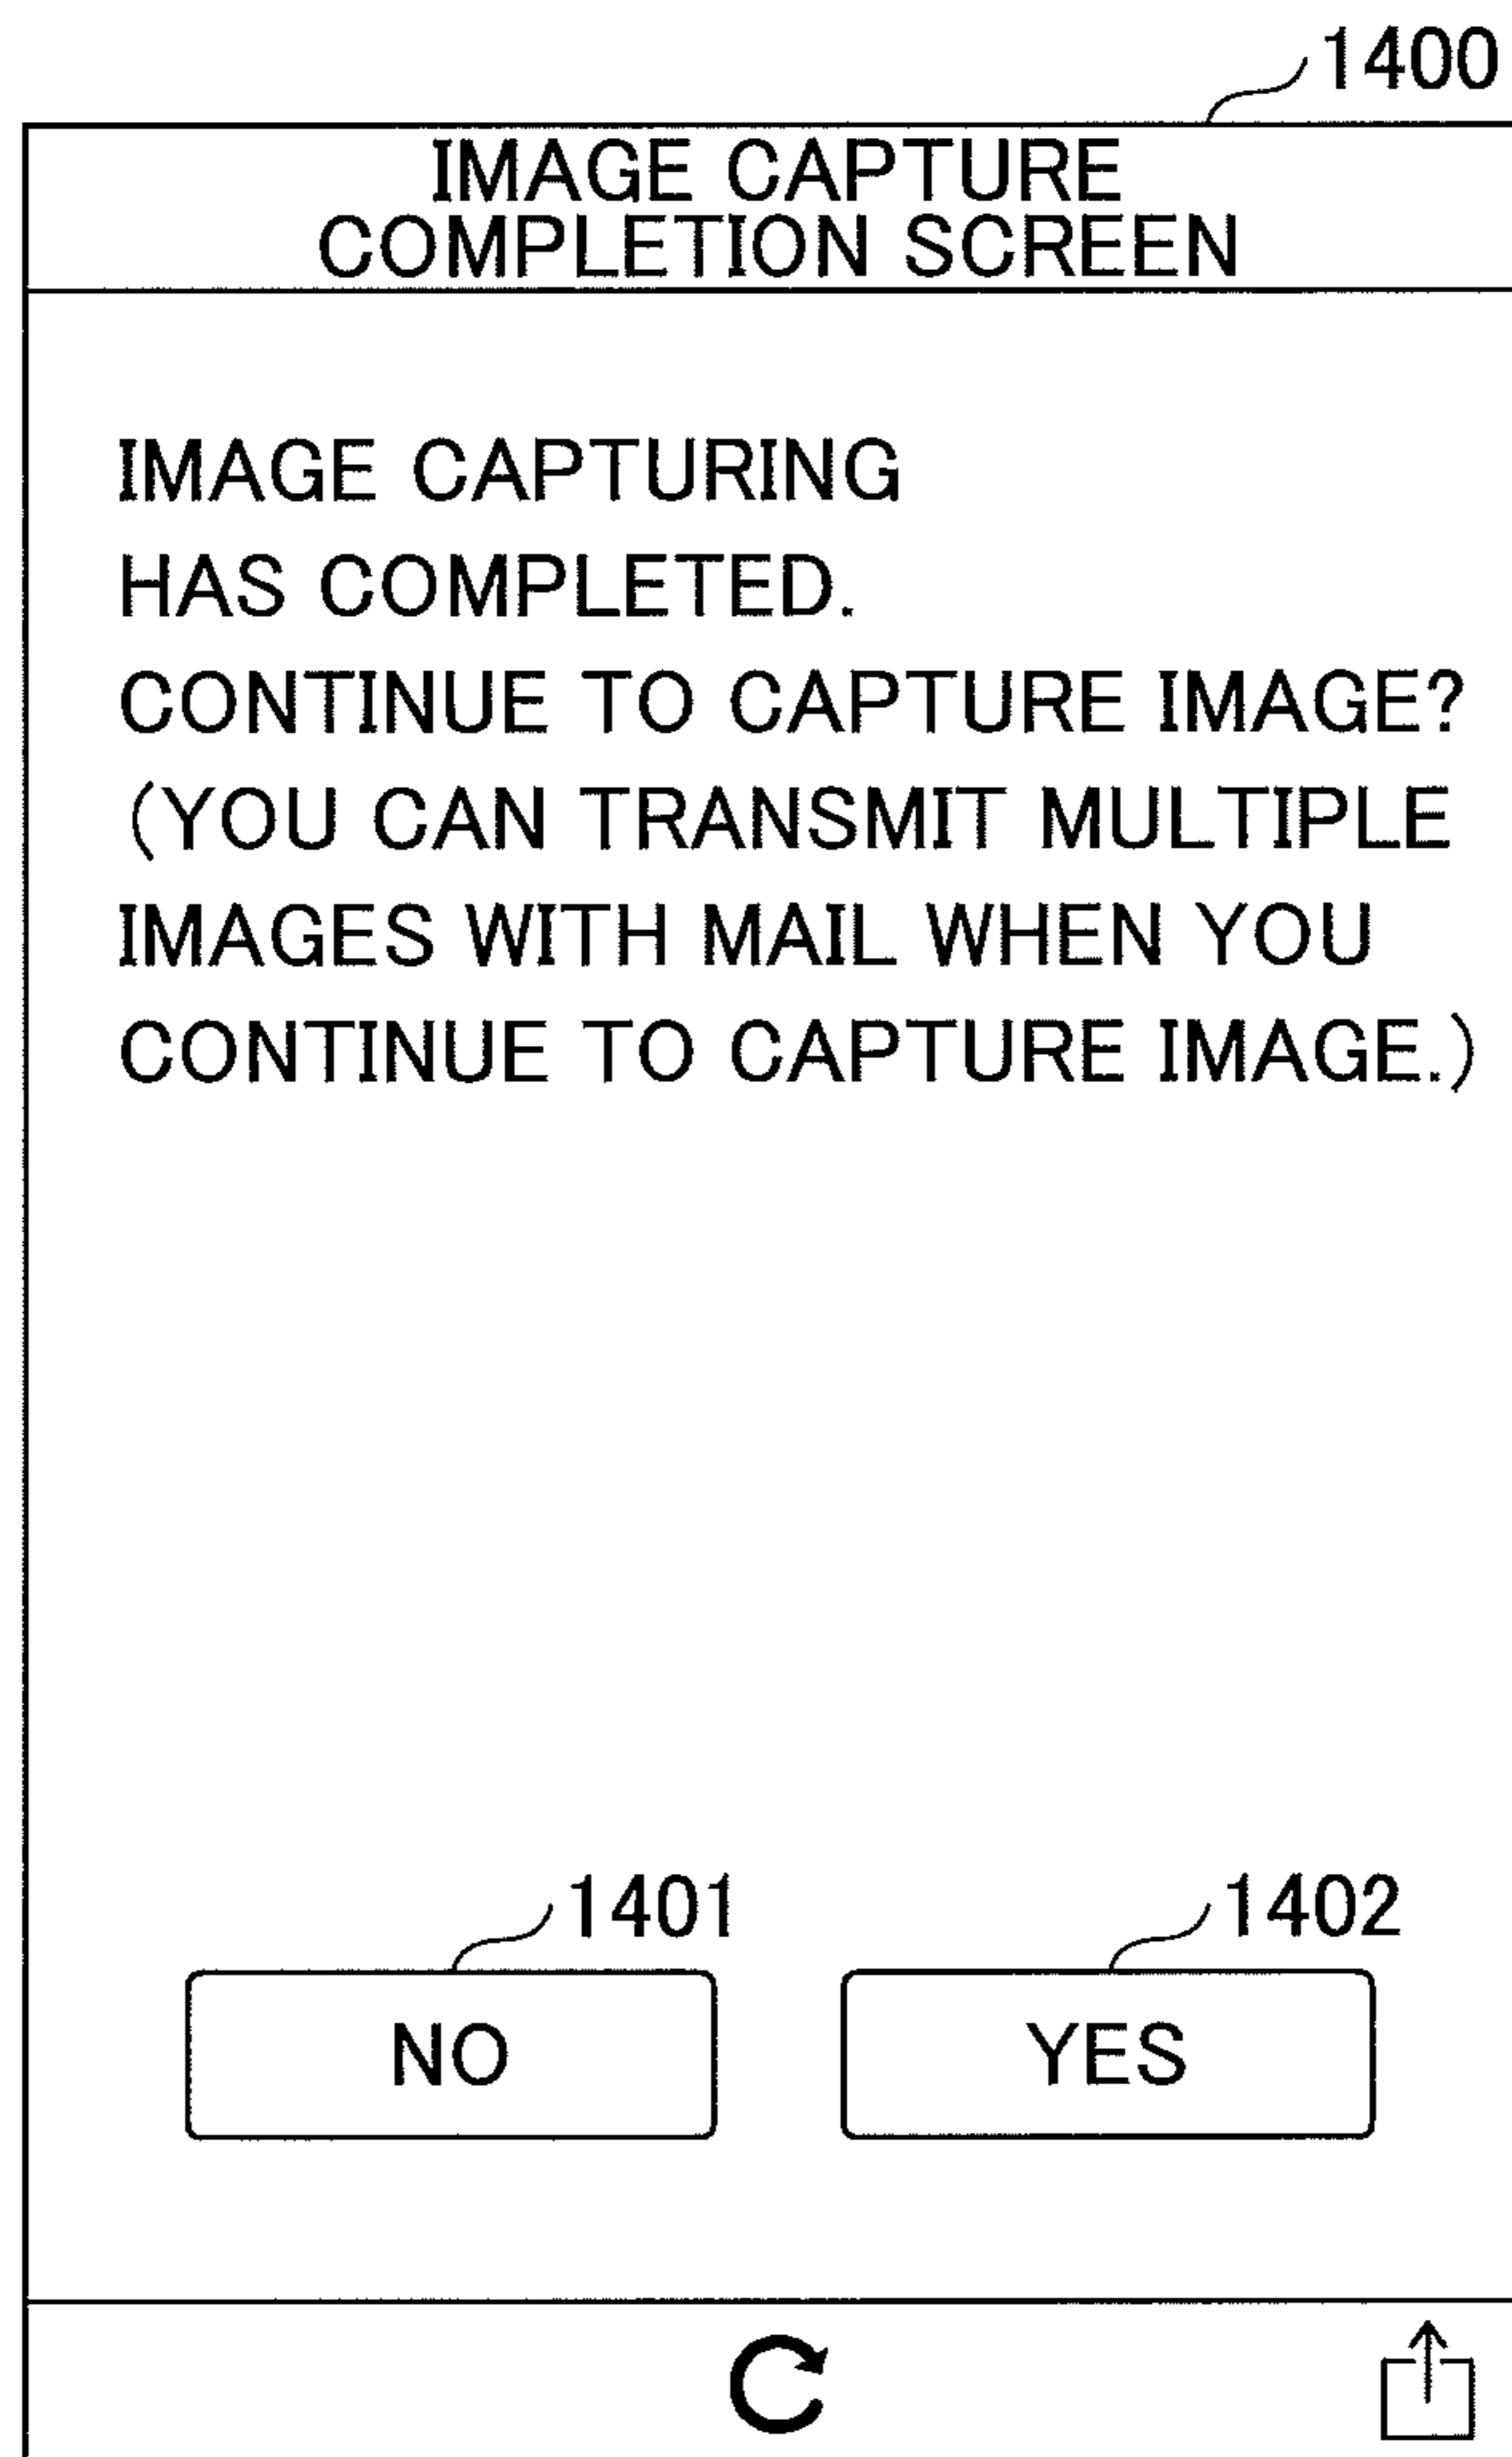 1400
IMAGE CAPTURE
COMPLETION SCREEN
IMAGE CAPTURING
HAS COMPLETED.
CONTINUE TO CAPTURE IMAGE?
(YOU CAN TRANSMIT MULTIPLE
IMAGES WITH MAIL WHEN YOU
CONTINUE TO CAPTURE IMAGE.)
1401 1402
NO YES